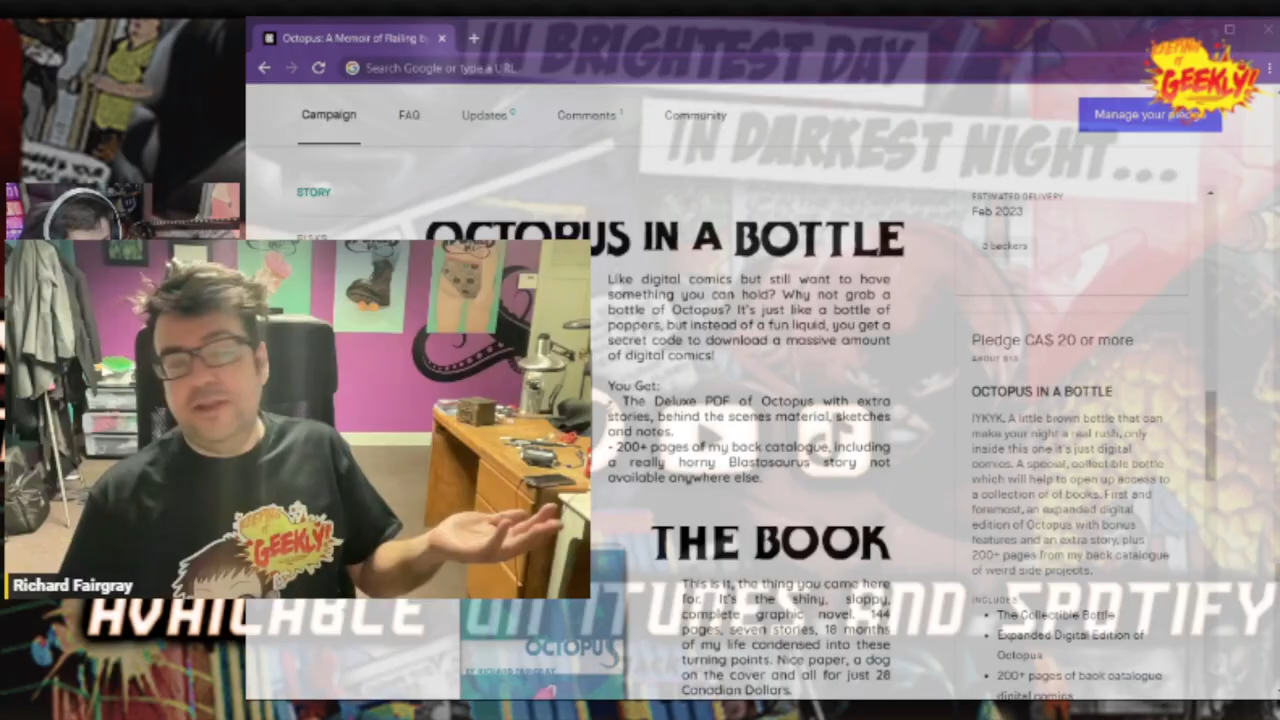 Octopus: A Memoir of Flailing by
IN BRIGHTEST DAY
Search Google or type a URL
GEEKLY!
Campaign
FAQ
Updates
Comments 1
Community
Manage your
IN DARKEST NIGHT...
STORY
ESTIMATED DELIVERY
Feb 2023
backers
OCTOPUS IN A BOTTLE
Like digital comics but still want to have
something you can hold? Why not grab a
bottle of Octopus? It's just like a bottle of
poppers, but instead of a fun liquid, you get a
secret code to download a massive amount
of digital comics!
You Get:
- The Deluxe PDF of Octopus with extra
stories, behind the scenes material, sketches
and notes.
- 200+ pages of my back catalogue, including
a really horny Blastosaurus story not
available anywhere else.
Pledge CA$ 20 or more
ABOUT $15
OCTOPUS IN A BOTTLE
IYKYK. A little brown bottle that can
make your night a real rush, only
inside this one it's just digital
comics. A special, collectible bottle
which will help to open up access to
a collection of of books. First and
foremost, an expanded digital
edition of Octopus with bonus
features and an extra story, plus
200+ pages from my back catalogue
of weird side projects.
INCLUDES
The Collectible Bottle
Expanded Digital Edition of
Octopus
200+ pages of back catalogue
digital comics
THE BOOK
This is it, the thing you came here
for. It's the shiny, sloppy,
complete graphic novel. 144
pages, seven stories, 18 months
of my life condensed into these
turning points. Nice paper, a dog
on the cover and all for just 28
Canadian Dollars.
GEEKLY!
Richard Fairgray
AVAILABLE ON ITUNES AND SPOTIFY
OCTOPUS
BY RICHARD FAIRGRAY